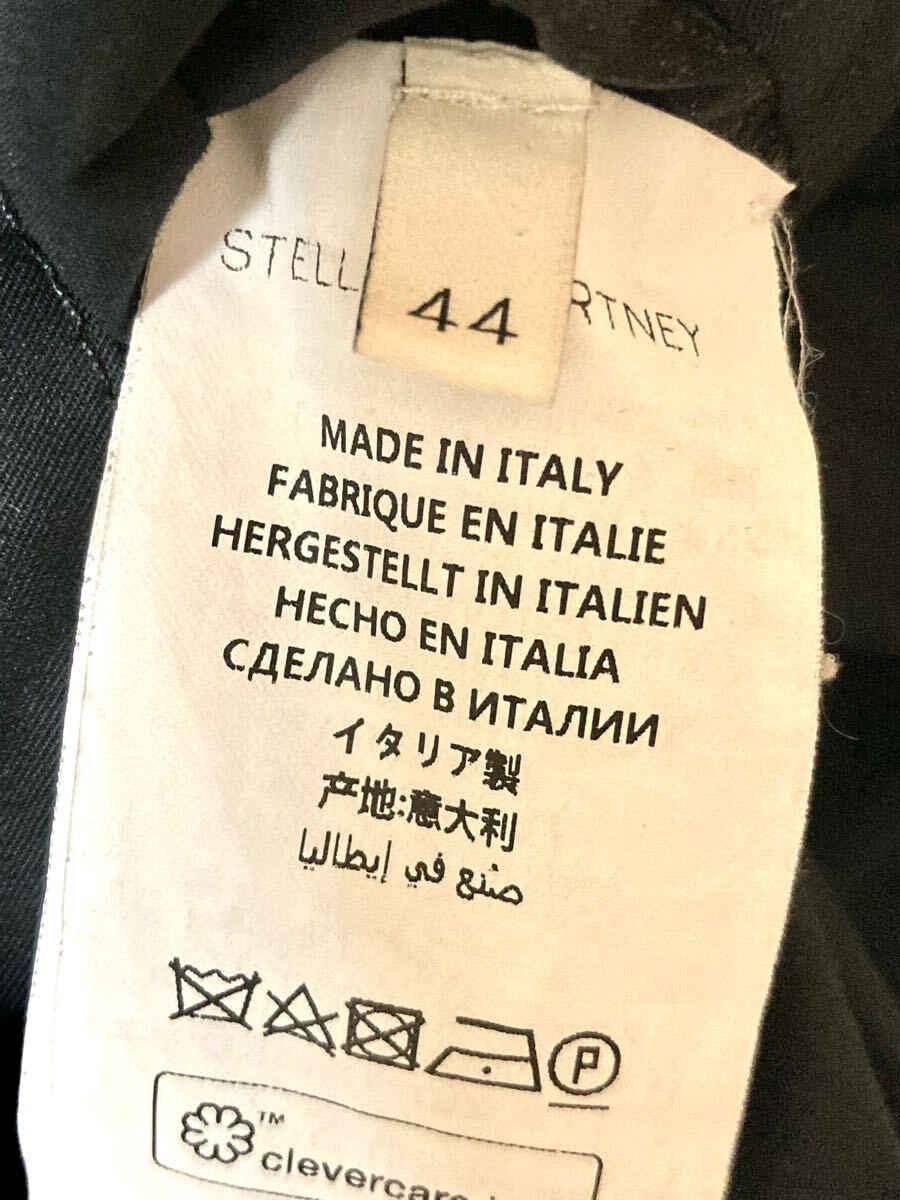 STELL
44
RTNEY
MADE IN ITALY
FABRIQUE EN ITALIE
HERGESTELLT IN ITALIEN
HECHO EN ITALIA
СДЕЛАНО В ИТАЛИИ
イタリア製
产地:意大利
صنع في إيطاليا
P
™
clevercare